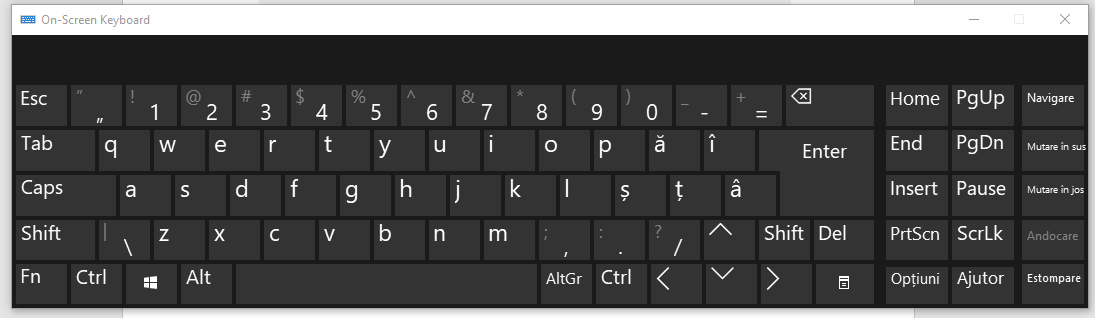 On-Screen Keyboard
Esc ” „ ! 1 @ 2 # 3 $ 4 % 5 ^ 6 & 7 * 8 ( 9 ) 0 _ - + = Home PgUp Navigare
Tab q w e r t y u i o p ă î Enter End PgDn Mutare în sus
Caps a s d f g h j k l ș ț â Insert Pause Mutare în jos
Shift | \ z x c v b n m ; , : . ? / Shift Del PrtScn ScrLk Andocare
Fn Ctrl Alt AltGr Ctrl Opțiuni Ajutor Estompare